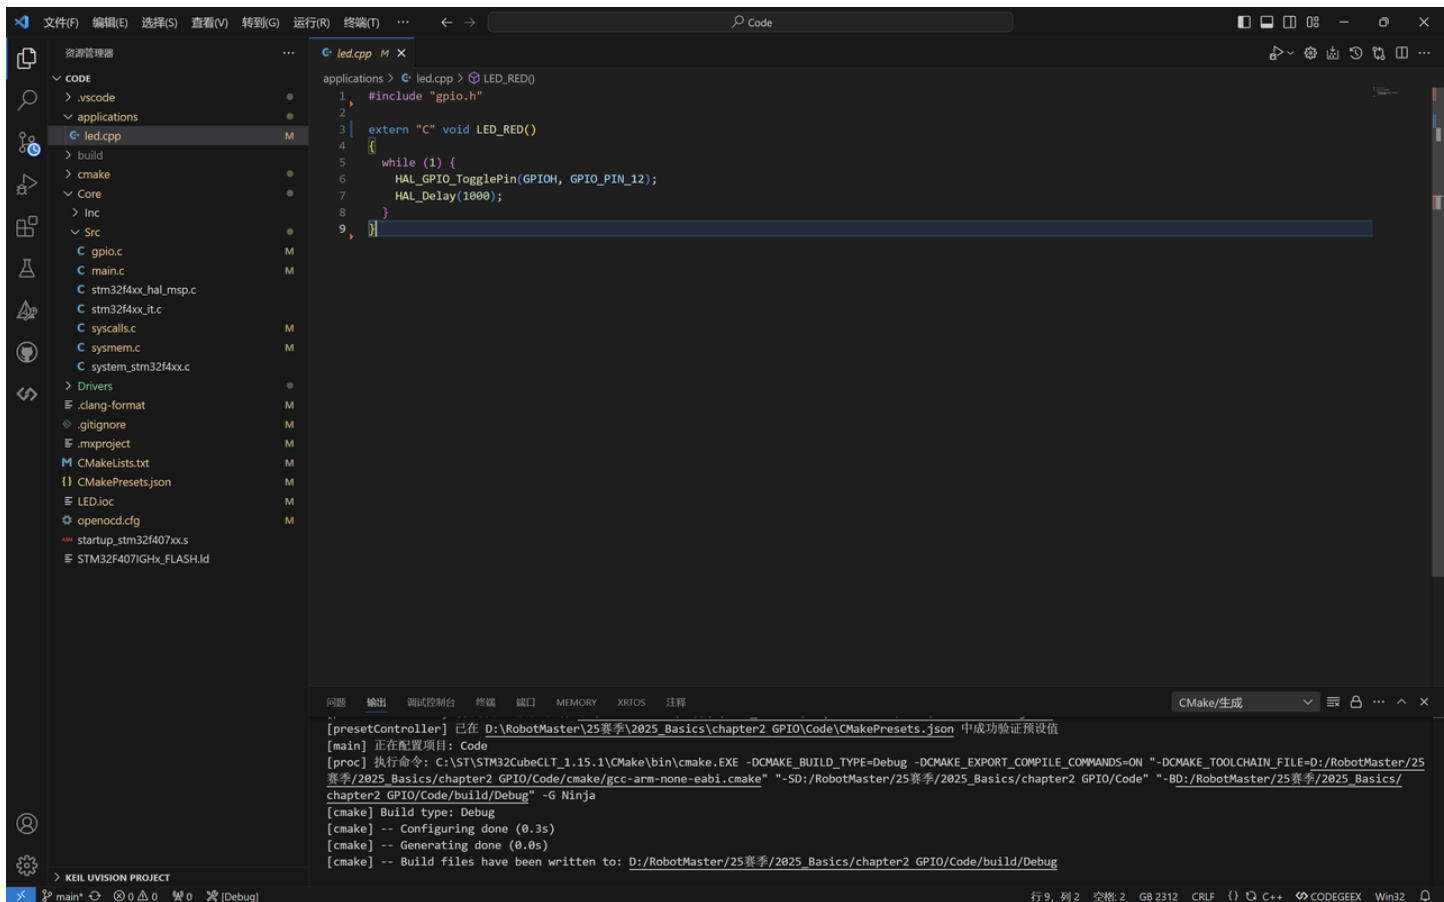 文件(F) 编辑(E) 选择(S) 查看(V) 转到(G) 运行(R) 终端(T) ··· Code
资源管理器 ···
CODE
.vscode
applications
led.cpp M
build
cmake
Core
Inc
Src
gpio.c M
main.c M
stm32f4xx_hal_msp.c
stm32f4xx_it.c
syscalls.c M
sysmem.c M
system_stm32f4xx.c
Drivers
.clang-format M
.gitignore M
.mxproject M
CMakeLists.txt M
CMakePresets.json M
LED.ioc M
openocd.cfg M
startup_stm32f407xx.s
STM32F407IGHx_FLASH.ld
KEIL UVISION PROJECT
led.cpp M
applications > led.cpp > LED_RED()
1 #include "gpio.h"
2
3 extern "C" void LED_RED()
4 {
5 while (1) {
6 HAL_GPIO_TogglePin(GPIOH, GPIO_PIN_12);
7 HAL_Delay(1000);
8 }
9 }
问题 输出 调试控制台 终端 端口 MEMORY XRTOS 注释 CMake/生成
[presetController] 已在 D:\RobotMaster\25赛季\2025_Basics\chapter2 GPIO\Code\CMakePresets.json 中成功验证预设值
[main] 正在配置项目: Code
[proc] 执行命令: C:\ST\STM32CubeCLT_1.15.1\CMake\bin\cmake.EXE -DCMAKE_BUILD_TYPE=Debug -DCMAKE_EXPORT_COMPILE_COMMANDS=ON "-DCMAKE_TOOLCHAIN_FILE=D:/RobotMaster/25
赛季/2025_Basics/chapter2 GPIO/Code/cmake/gcc-arm-none-eabi.cmake" "-SD:/RobotMaster/25赛季/2025_Basics/chapter2 GPIO/Code" "-BD:/RobotMaster/25赛季/2025_Basics/
chapter2 GPIO/Code/build/Debug" -G Ninja
[cmake] Build type: Debug
[cmake] -- Configuring done (0.3s)
[cmake] -- Generating done (0.0s)
[cmake] -- Build files have been written to: D:/RobotMaster/25赛季/2025_Basics/chapter2 GPIO/Code/build/Debug
main* 0 0 0 [Debug] 行 9，列 2 空格: 2 GB 2312 CRLF {} C++ CODEGEEX Win32